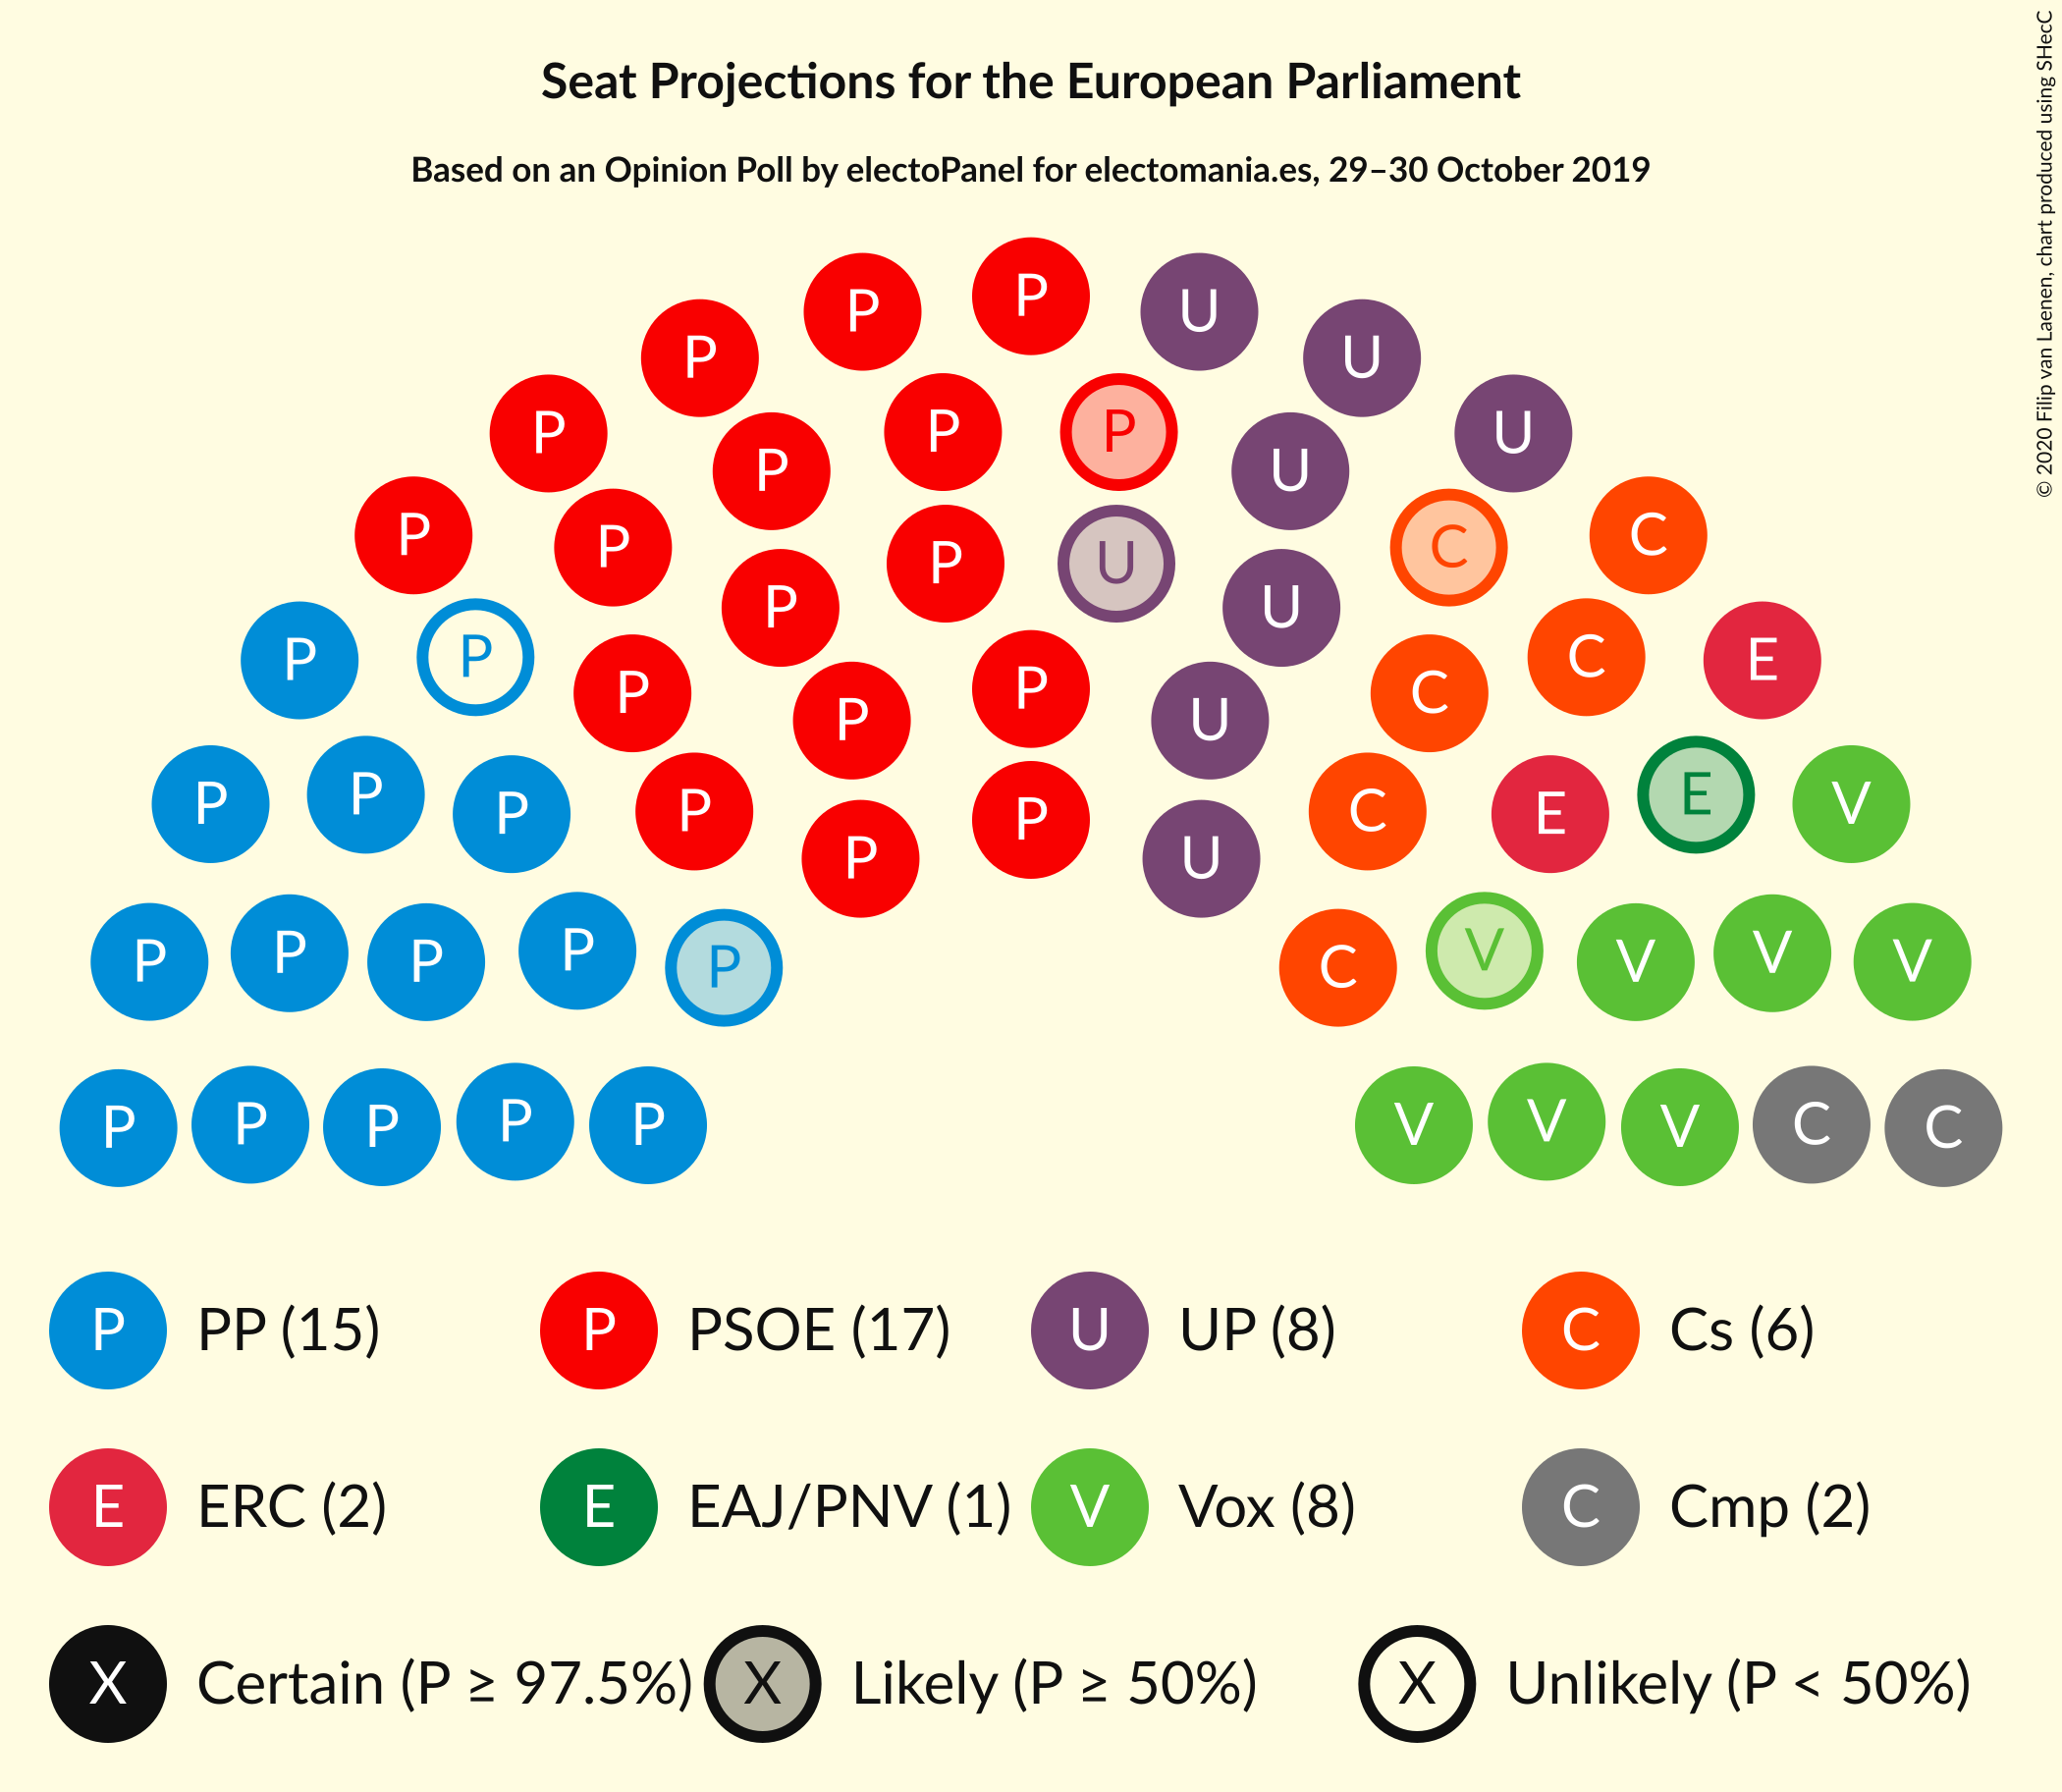 Seat Projections for the European Parliament
Based on an Opinion Poll by electoPanel for electomania.es, 29–30 October 2019
© 2020 Filip van Laenen, chart produced using SHecC
P P P U U
P P P P U U
P P P P U U C C
P P P P U U C C E
P P P P P P U C C E E V
P P P P P P P U C V V V V
P P P P P V V V C C
P PP (15) P PSOE (17) U UP (8) C Cs (6)
E ERC (2) E EAJ/PNV (1) V Vox (8) C Cmp (2)
X Certain (P ≥ 97.5%) X Likely (P ≥ 50%) X Unlikely (P < 50%)